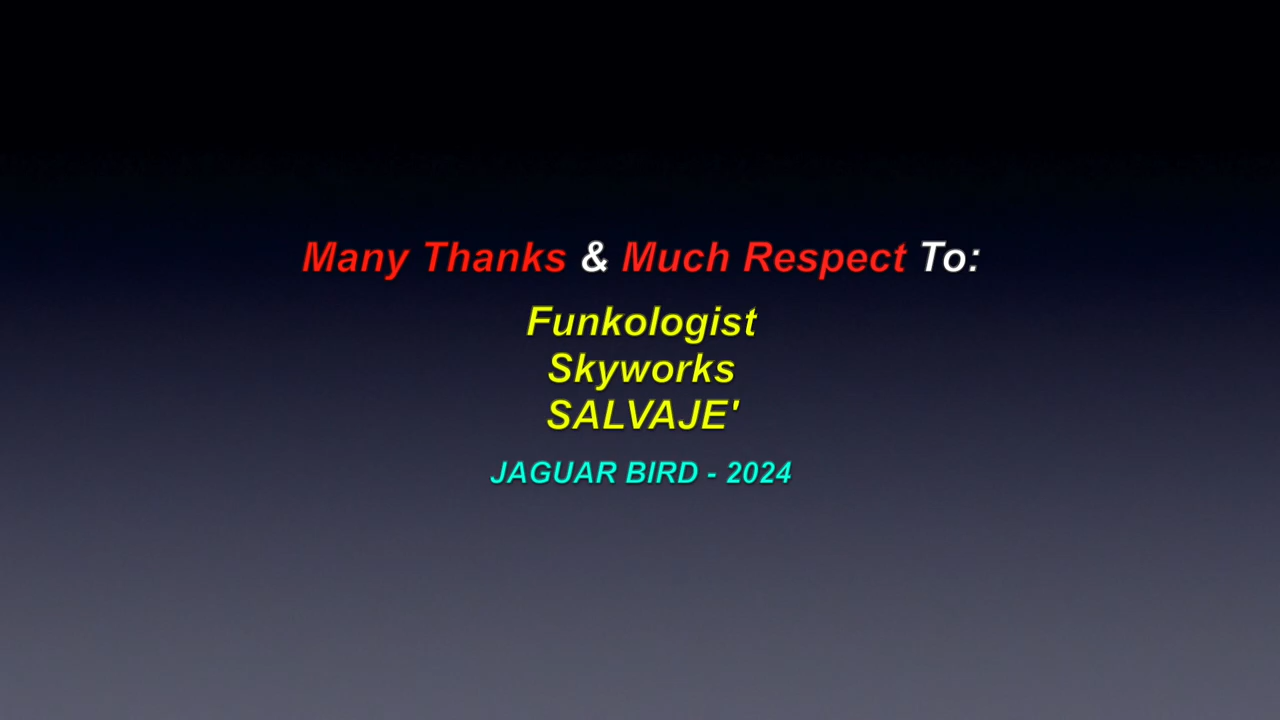 Many Thanks & Much Respect To:
Funkologist
Skyworks
SALVAJE'
JAGUAR BIRD - 2024